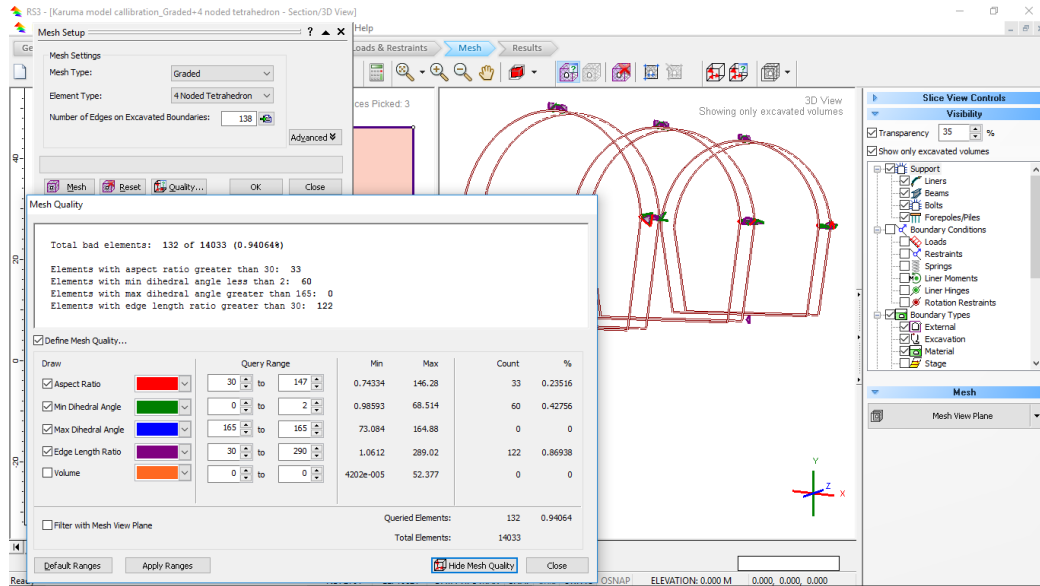 RS3 - [Karuma model callibration_Graded+4 noded tetrahedron - Section/3D View]
Help
Mesh Setup
? 
Loads & Restraints
Mesh
Results
Mesh Settings
Mesh Type:
Graded
Element Type:
4 Noded Tetrahedron
Number of Edges on Excavated Boundaries:
138
Advanced
Mesh
Reset
Quality...
OK
Close
ces Picked: 3
3D View
Showing only excavated volumes
40
20
0
-20
Mesh Quality
Total bad elements: 132 of 14033 (0.94064%)
Elements with aspect ratio greater than 30: 33
Elements with min dihedral angle less than 2: 60
Elements with max dihedral angle greater than 165: 0
Elements with edge length ratio greater than 30: 122
Define Mesh Quality...
Draw Query Range Min Max Count %
Aspect Ratio 30 to 147 0.74334 146.28 33 0.23516
Min Dihedral Angle 0 to 2 0.98593 68.514 60 0.42756
Max Dihedral Angle 165 to 165 73.084 164.88 0 0
Edge Length Ratio 30 to 290 1.0612 289.02 122 0.86938
Volume 0 to 0 4202e-005 52.377 0 0
Filter with Mesh View Plane
Queried Elements: 132 0.94064
Total Elements: 14033
Default Ranges
Apply Ranges
Hide Mesh Quality
Close
Y
Z
X
Slice View Controls
Visibility
Transparency 35 %
Show only excavated volumes
Support
Liners
Beams
Bolts
Forepoles/Piles
Boundary Conditions
Loads
Restraints
Springs
Liner Moments
Liner Hinges
Rotation Restraints
Boundary Types
External
Excavation
Material
Stage
Mesh
Mesh View Plane
OSNAP
ELEVATION: 0.000 M
0.000, 0.000, 0.000